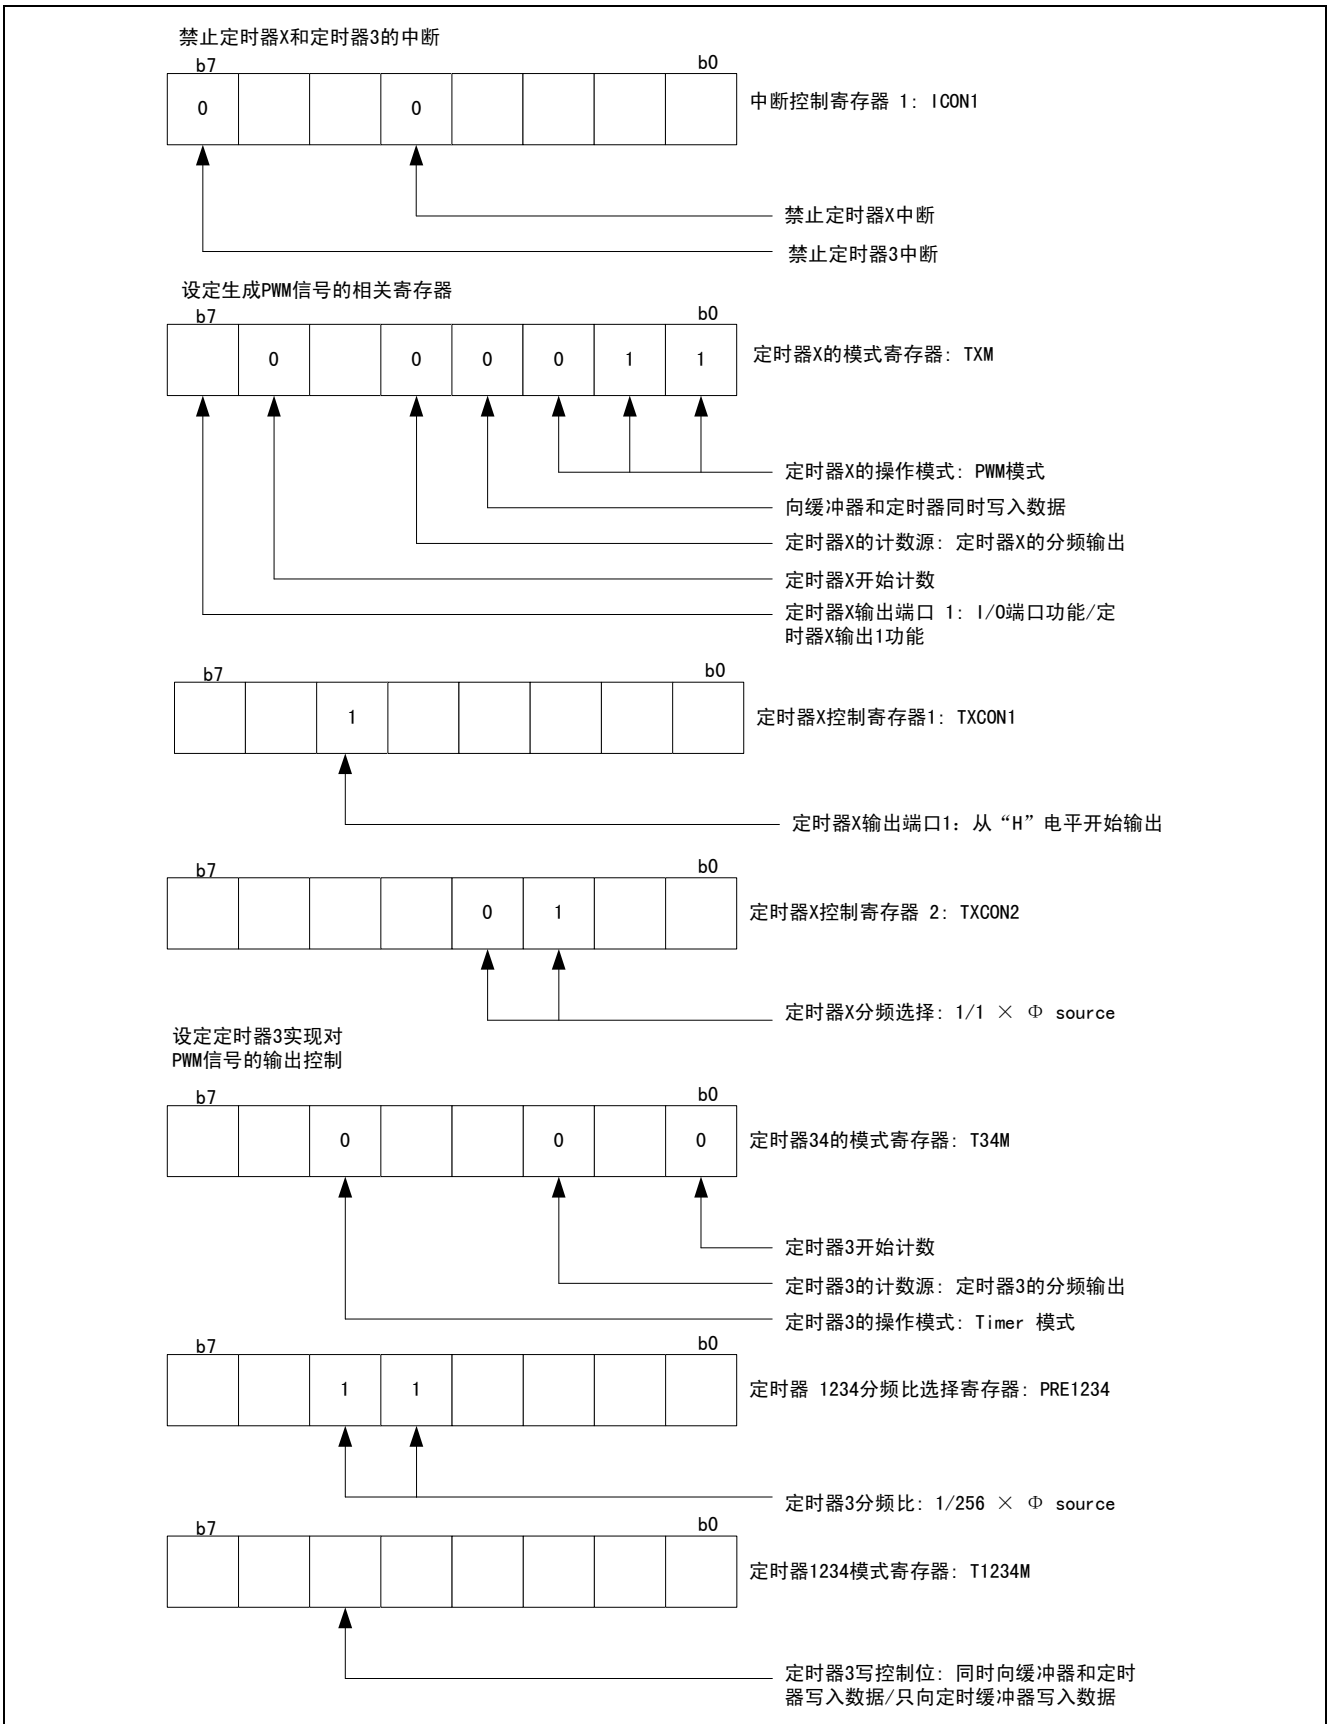 禁止定时器X和定时器3的中断
b7 b0
0 0
中断控制寄存器 1: ICON1
禁止定时器X中断
禁止定时器3中断
设定生成PWM信号的相关寄存器
b7 b0
0 0 0 0 1 1
定时器X的模式寄存器: TXM
定时器X的操作模式: PWM模式
向缓冲器和定时器同时写入数据
定时器X的计数源: 定时器X的分频输出
定时器X开始计数
定时器X输出端口 1: I/O端口功能/定
时器X输出1功能
b7 b0
1
定时器X控制寄存器1: TXCON1
定时器X输出端口1: 从“H”电平开始输出
b7 b0
0 1
定时器X控制寄存器 2: TXCON2
定时器X分频选择: 1/1 × Φ source
设定定时器3实现对
PWM信号的输出控制
b7 b0
0 0 0
定时器34的模式寄存器: T34M
定时器3开始计数
定时器3的计数源: 定时器3的分频输出
定时器3的操作模式: Timer 模式
b7 b0
1 1
定时器 1234分频比选择寄存器: PRE1234
定时器3分频比: 1/256 × Φ source
b7 b0
定时器1234模式寄存器: T1234M
定时器3写控制位: 同时向缓冲器和定时
器写入数据/只向定时缓冲器写入数据